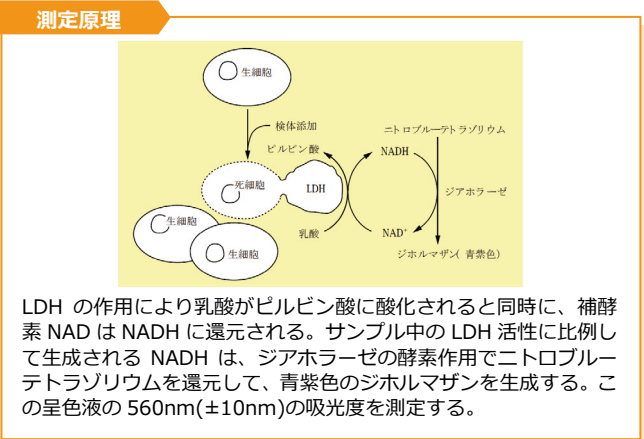 測定原理
生細胞
検体添加
ニトロブルーテトラゾリウム
ピルビン酸
NADH
死細胞
LDH
ジアホラーゼ
生細胞
乳酸
NAD⁺
生細胞
ジホルマザン(青紫色)
LDH の作用により乳酸がピルビン酸に酸化されると同時に、補酵
素 NAD は NADH に還元される。サンプル中の LDH 活性に比例し
て生成される NADH は、ジアホラーゼの酵素作用でニトロブルー
テトラゾリウムを還元して、青紫色のジホルマザンを生成する。こ
の呈色液の 560nm(±10nm)の吸光度を測定する。